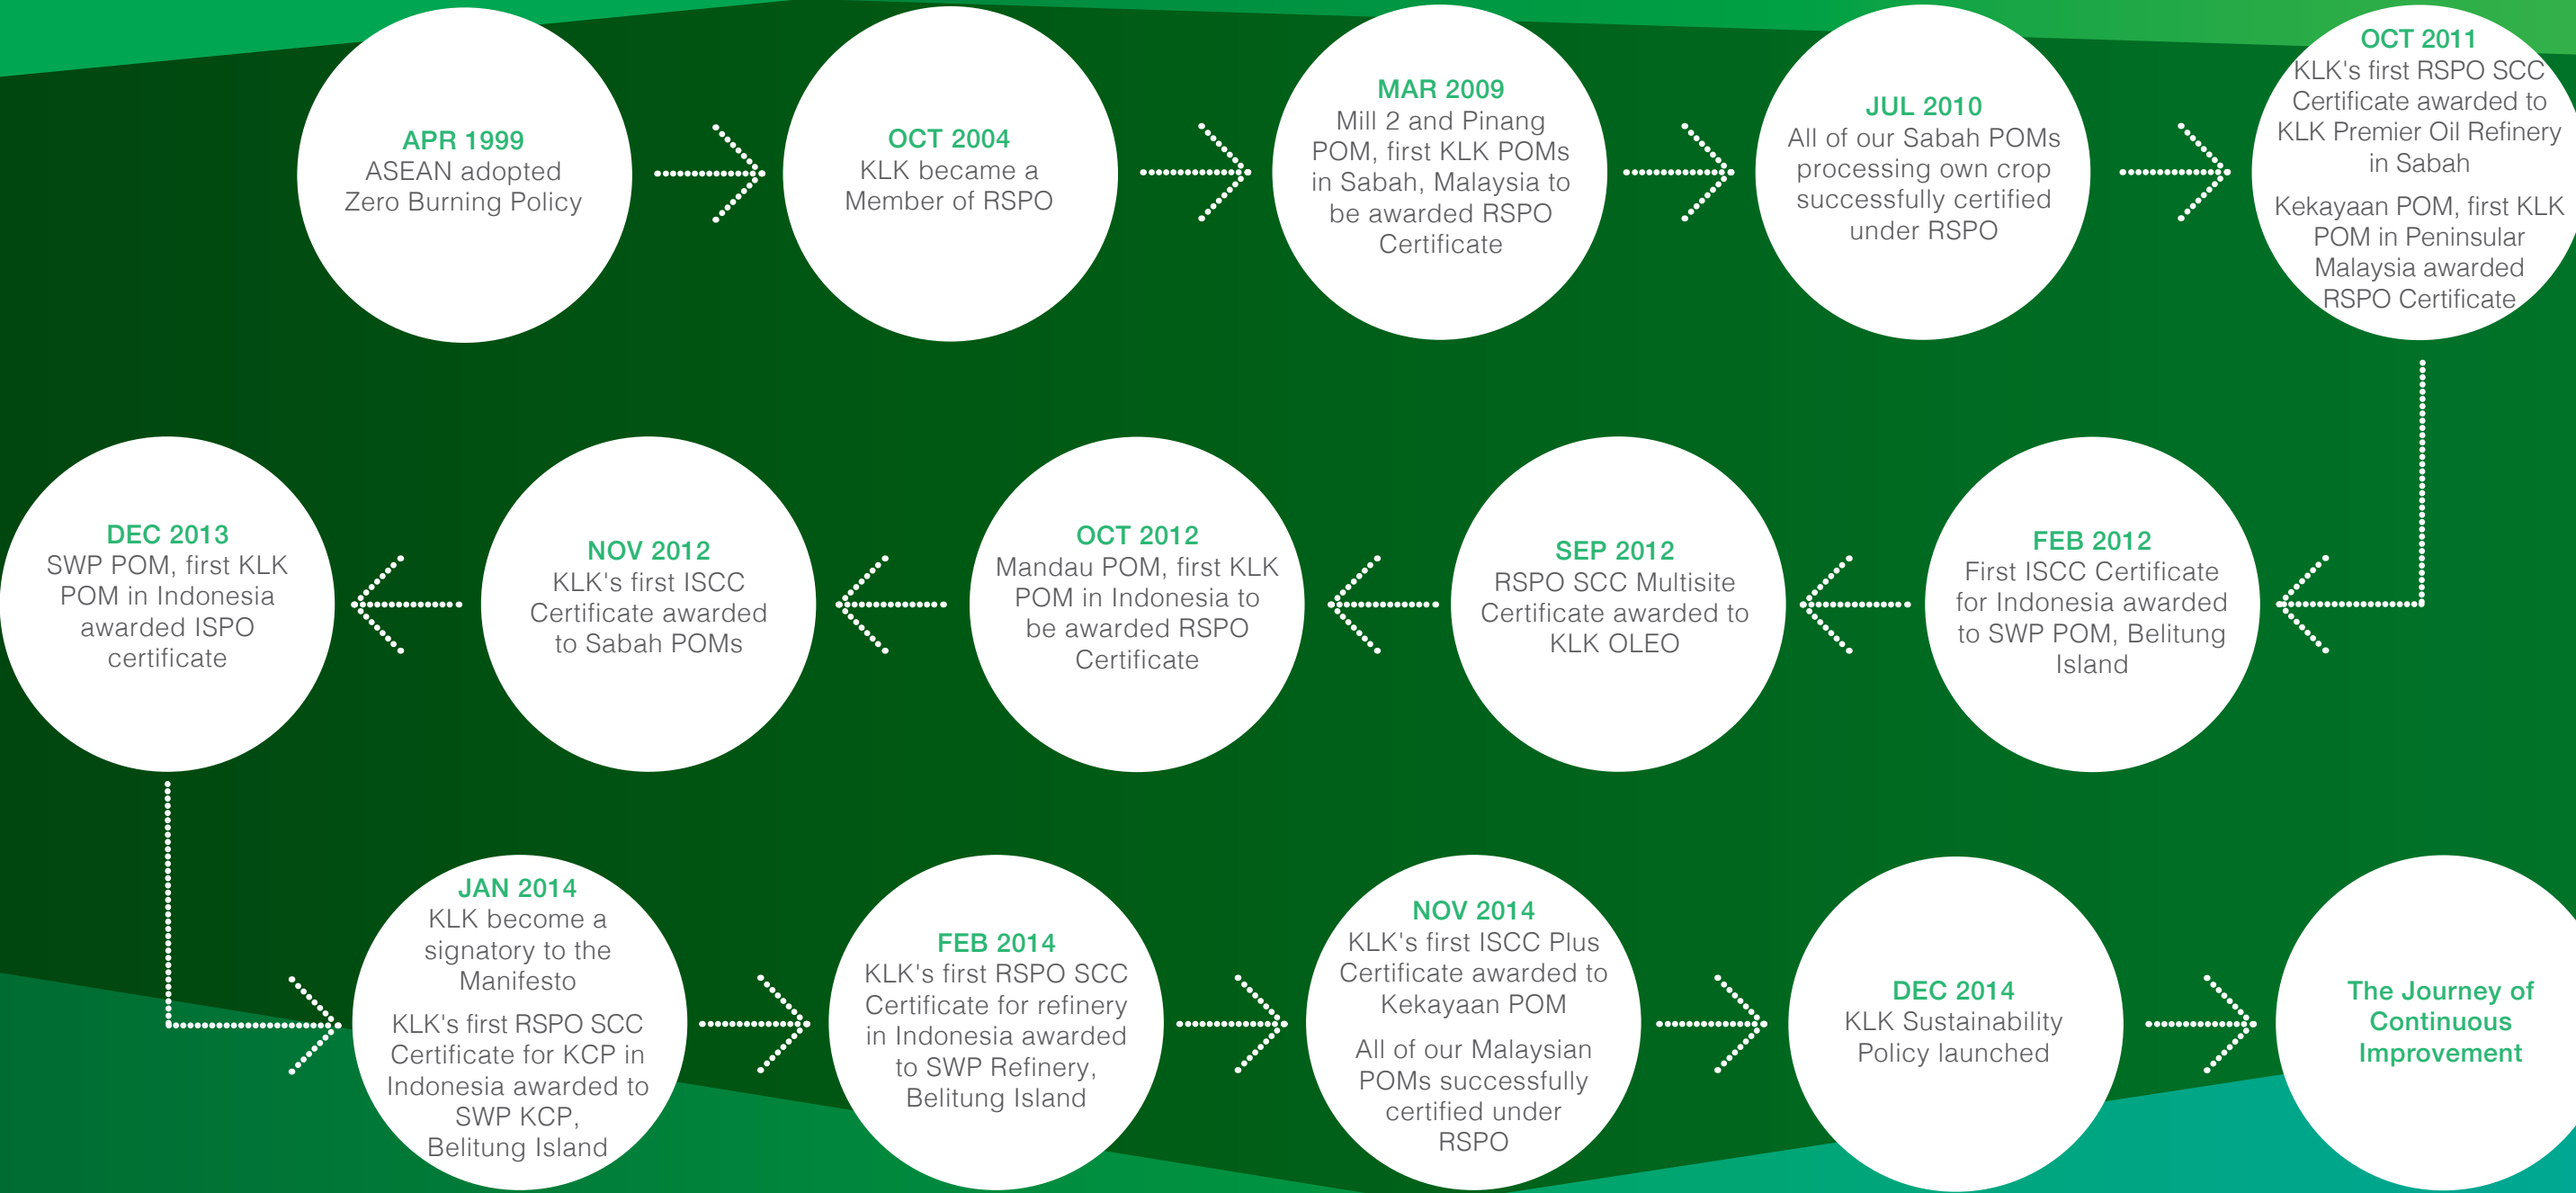 APR 1999
ASEAN adopted
Zero Burning Policy
OCT 2004
KLK became a
Member of RSPO
MAR 2009
Mill 2 and Pinang
POM, first KLK POMs
in Sabah, Malaysia to
be awarded RSPO
Certificate
JUL 2010
All of our Sabah POMs
processing own crop
successfully certified
under RSPO
OCT 2011
KLK's first RSPO SCC
Certificate awarded to
KLK Premier Oil Refinery
in Sabah
Kekayaan POM, first KLK
POM in Peninsular
Malaysia awarded
RSPO Certificate
FEB 2012
First ISCC Certificate
for Indonesia awarded
to SWP POM, Belitung
Island
SEP 2012
RSPO SCC Multisite
Certificate awarded to
KLK OLEO
OCT 2012
Mandau POM, first KLK
POM in Indonesia to
be awarded RSPO
Certificate
NOV 2012
KLK's first ISCC
Certificate awarded
to Sabah POMs
DEC 2013
SWP POM, first KLK
POM in Indonesia
awarded ISPO
certificate
JAN 2014
KLK become a
signatory to the
Manifesto
KLK's first RSPO SCC
Certificate for KCP in
Indonesia awarded to
SWP KCP,
Belitung Island
FEB 2014
KLK's first RSPO SCC
Certificate for refinery
in Indonesia awarded
to SWP Refinery,
Belitung Island
NOV 2014
KLK's first ISCC Plus
Certificate awarded to
Kekayaan POM
All of our Malaysian
POMs successfully
certified under
RSPO
DEC 2014
KLK Sustainability
Policy launched
The Journey of
Continuous
Improvement